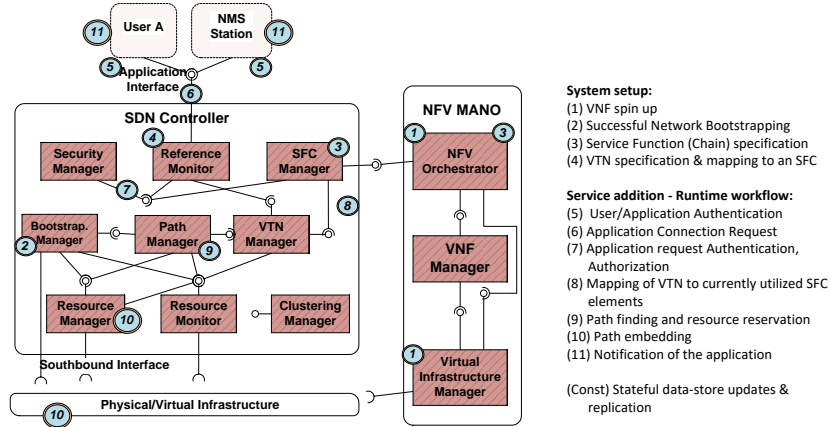 User A
NMS
Station
11
11
5
5
Application
Interface
6
SDN Controller
NFV MANO
4
3
1
3
Security
Manager
Reference
Monitor
SFC
Manager
NFV
Orchestrator
7
8
Bootstrap.
Manager
Path
Manager
VTN
Manager
VNF
Manager
2
9
Resource
Manager
Resource
Monitor
Clustering
Manager
10
1
Southbound Interface
Virtual
Infrastructure
Manager
Physical/Virtual Infrastructure
10
System setup:
(1) VNF spin up
(2) Successful Network Bootstrapping
(3) Service Function (Chain) specification
(4) VTN specification & mapping to an SFC
Service addition - Runtime workflow:
(5) User/Application Authentication
(6) Application Connection Request
(7) Application request Authentication,
Authorization
(8) Mapping of VTN to currently utilized SFC
elements
(9) Path finding and resource reservation
(10) Path embedding
(11) Notification of the application
(Const) Stateful data-store updates &
replication